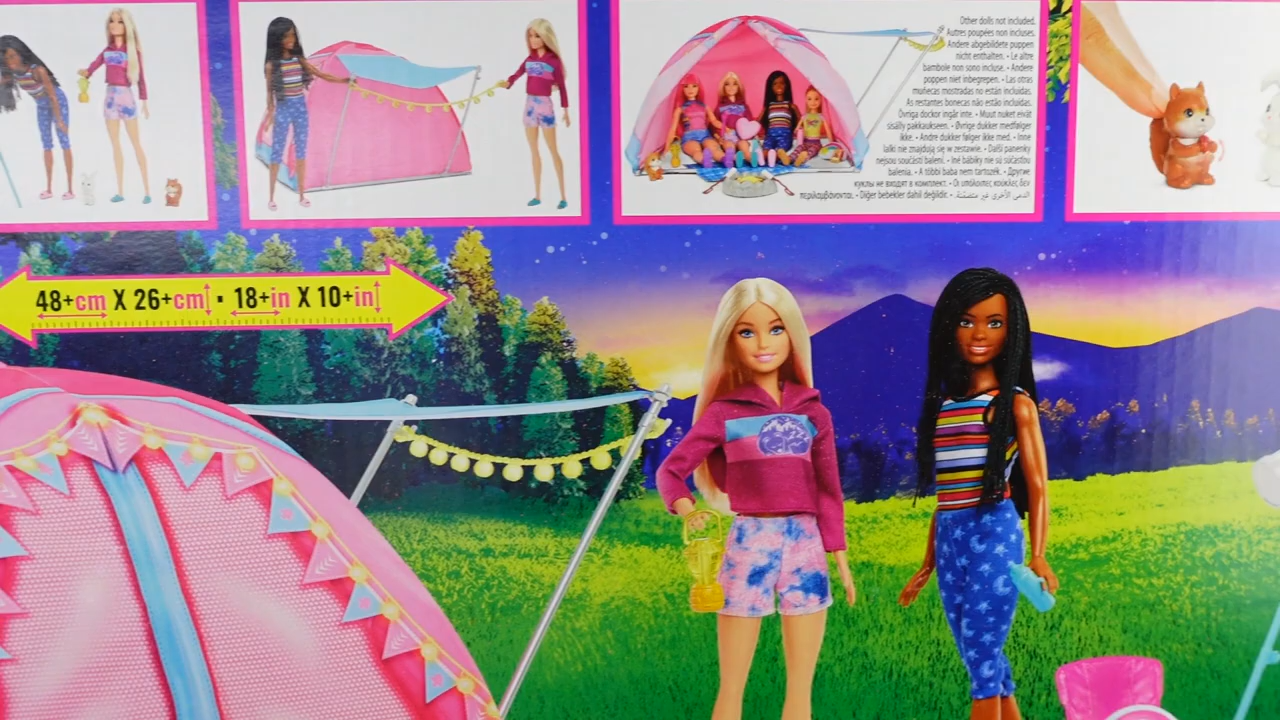 Other dolls not included.
Autres poupées non incluses.
Andere abgebildete puppen
nicht enthalten. • Le altre
bambole non sono incluse. • Andere
poppen niet inbegrepen. • Las otras
muñecas mostradas no están incluidas.
As restantes bonecas não estão incluídas.
Övriga dockor ingår inte. • Muut nuket eivät
sisälly pakkaukseen. • Øvrige dukker medfølger
ikke. • Andre dukker følger ikke med. • Inne
lalki nie znajdują się w zestawie. • Další panenky
nejsou součástí balení. • Iné bábiky nie sú súčasťou
balenia. • A többi baba nem tartozék. • Другие
куклы не входят в комплект. • Οι υπόλοιπες κούκλες δεν
περιλαμβάνονται. • Diğer bebekler dahil değildir. • الدمى الأخرى غير متضمنة.
48+cm X 26+cm ▪ 18+in X 10+in